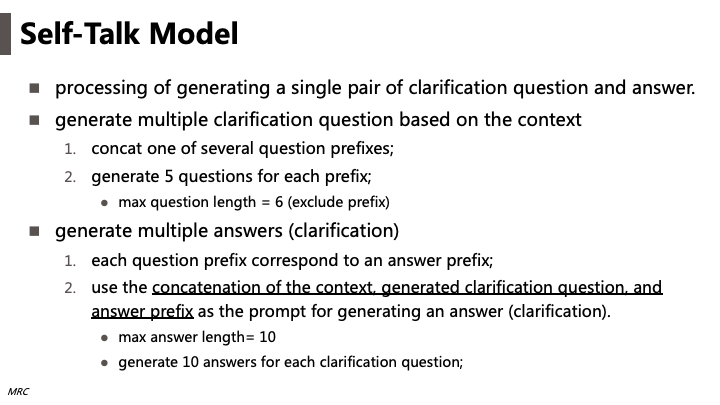 Self-Talk Model
■ processing of generating a single pair of clarification question and answer.
■ generate multiple clarification question based on the context
1. concat one of several question prefixes;
2. generate 5 questions for each prefix;
● max question length = 6 (exclude prefix)
■ generate multiple answers (clarification)
1. each question prefix correspond to an answer prefix;
2. use the concatenation of the context, generated clarification question, and
answer prefix as the prompt for generating an answer (clarification).
● max answer length= 10
● generate 10 answers for each clarification question;
MRC